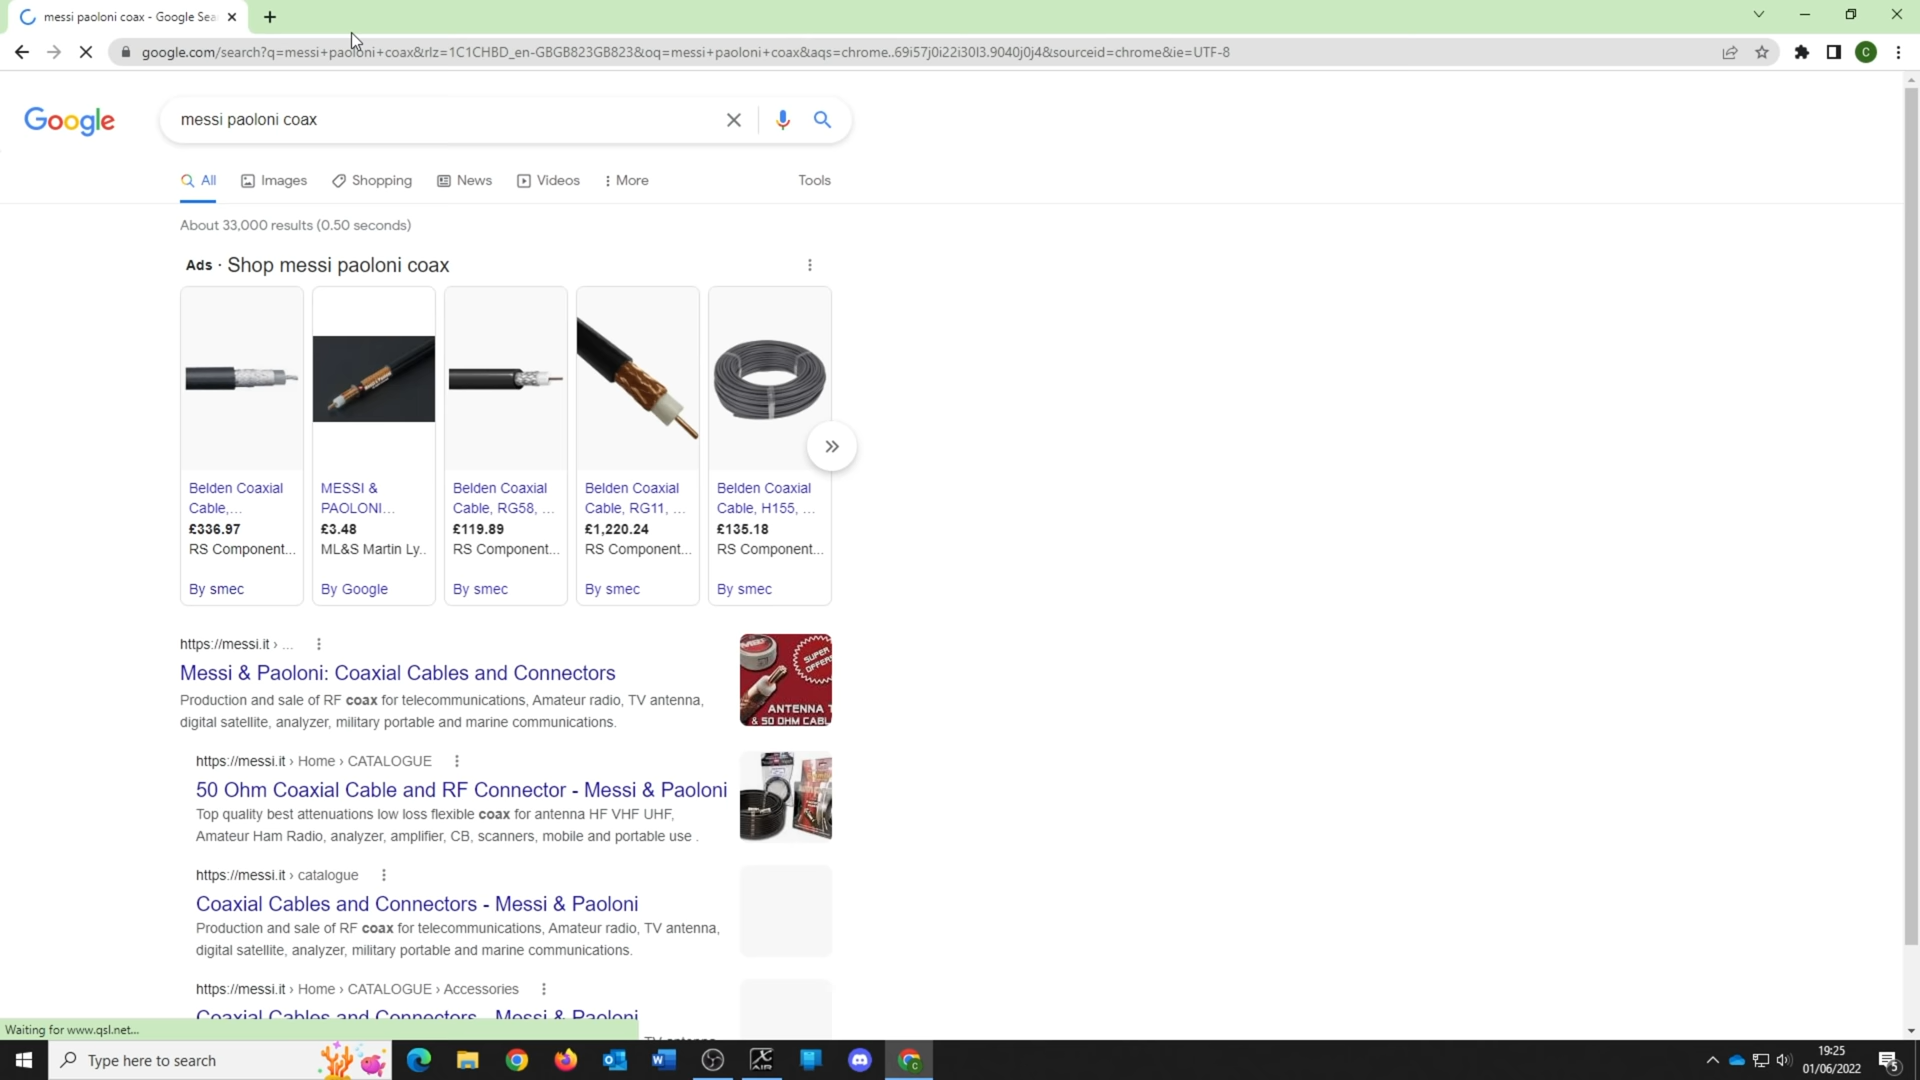 messi paoloni coax - Google Sea
google.com/search?q=messi+paoloni+coax&rlz=1C1CHBD_en-GBGB823GB823&oq=messi+paoloni+coax&aqs=chrome..69i57j0i22i30l3.9040j0j4&sourceid=chrome&ie=UTF-8
C
Google
messi paoloni coax
All
Images
Shopping
News
Videos
More
Tools
About 33,000 results (0.50 seconds)
Ads · Shop messi paoloni coax
Belden Coaxial
Cable,...
£336.97
RS Component...
By smec
MESSI &
PAOLONI...
£3.48
ML&S Martin Ly..
By Google
Belden Coaxial
Cable, RG58, ...
£119.89
RS Component...
By smec
Belden Coaxial
Cable, RG11, ...
£1,220.24
RS Component...
By smec
Belden Coaxial
Cable, H155, ...
£135.18
RS Component...
By smec
https://messi.it › ...
Messi & Paoloni: Coaxial Cables and Connectors
Production and sale of RF coax for telecommunications, Amateur radio, TV antenna,
digital satellite, analyzer, military portable and marine communications.
SUPER
OFFER
ANTENNA T
& 50 OHM CABL
https://messi.it › Home › CATALOGUE
50 Ohm Coaxial Cable and RF Connector - Messi & Paoloni
Top quality best attenuations low loss flexible coax for antenna HF VHF UHF,
Amateur Ham Radio, analyzer, amplifier, CB, scanners, mobile and portable use .
https://messi.it › catalogue
Coaxial Cables and Connectors - Messi & Paoloni
Production and sale of RF coax for telecommunications, Amateur radio, TV antenna,
digital satellite, analyzer, military portable and marine communications.
https://messi.it › Home › CATALOGUE › Accessories
Coaxial Cables and Connectors - Messi & Paoloni
TV antenna,
Waiting for www.qsl.net...
Type here to search
W
X
AIR
C
19:25
01/06/2022
5